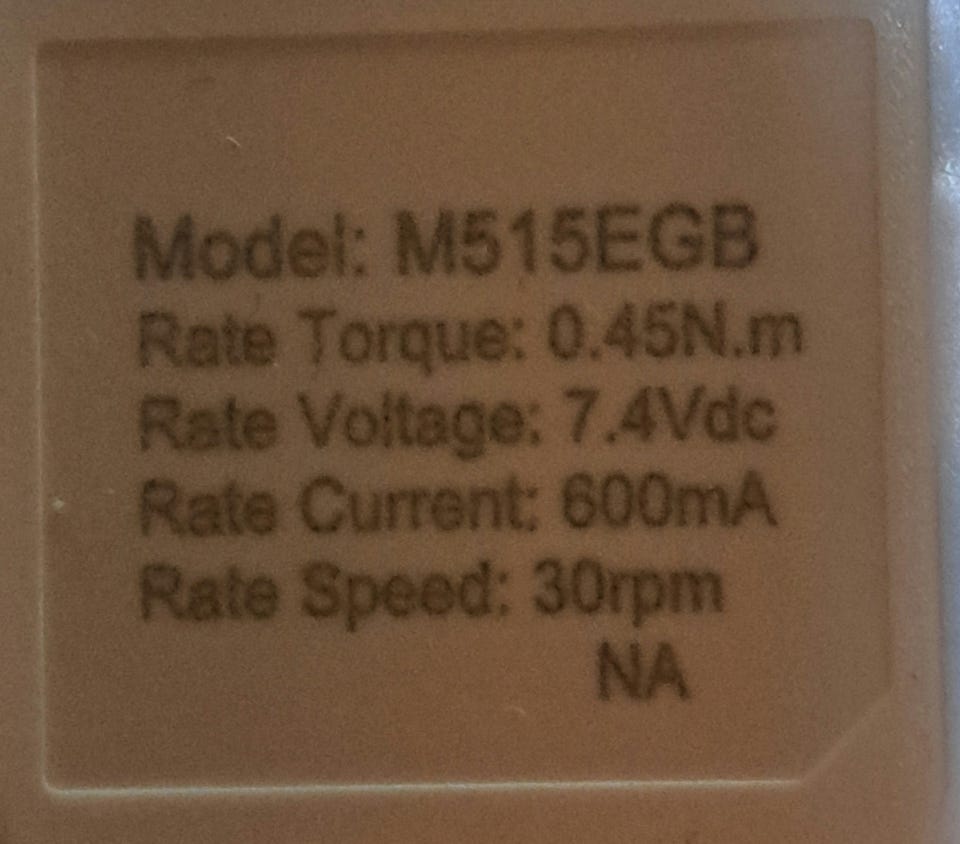 Model: M515EGB
Rate Torque: 0.45N.m
Rate Voltage: 7.4Vdc
Rate Current: 600mA
Rate Speed: 30rpm
NA